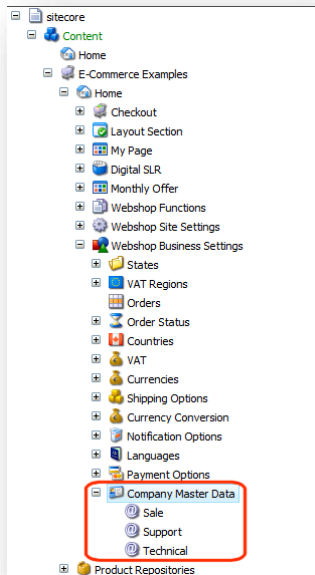 sitecore
Content
Home
E-Commerce Examples
Home
Checkout
Layout Section
My Page
Digital SLR
Monthly Offer
Webshop Functions
Webshop Site Settings
Webshop Business Settings
States
VAT Regions
Orders
Order Status
Countries
VAT
Currencies
Shipping Options
Currency Conversion
Notification Options
Languages
Payment Options
Company Master Data
Sale
Support
Technical
Product Repositories